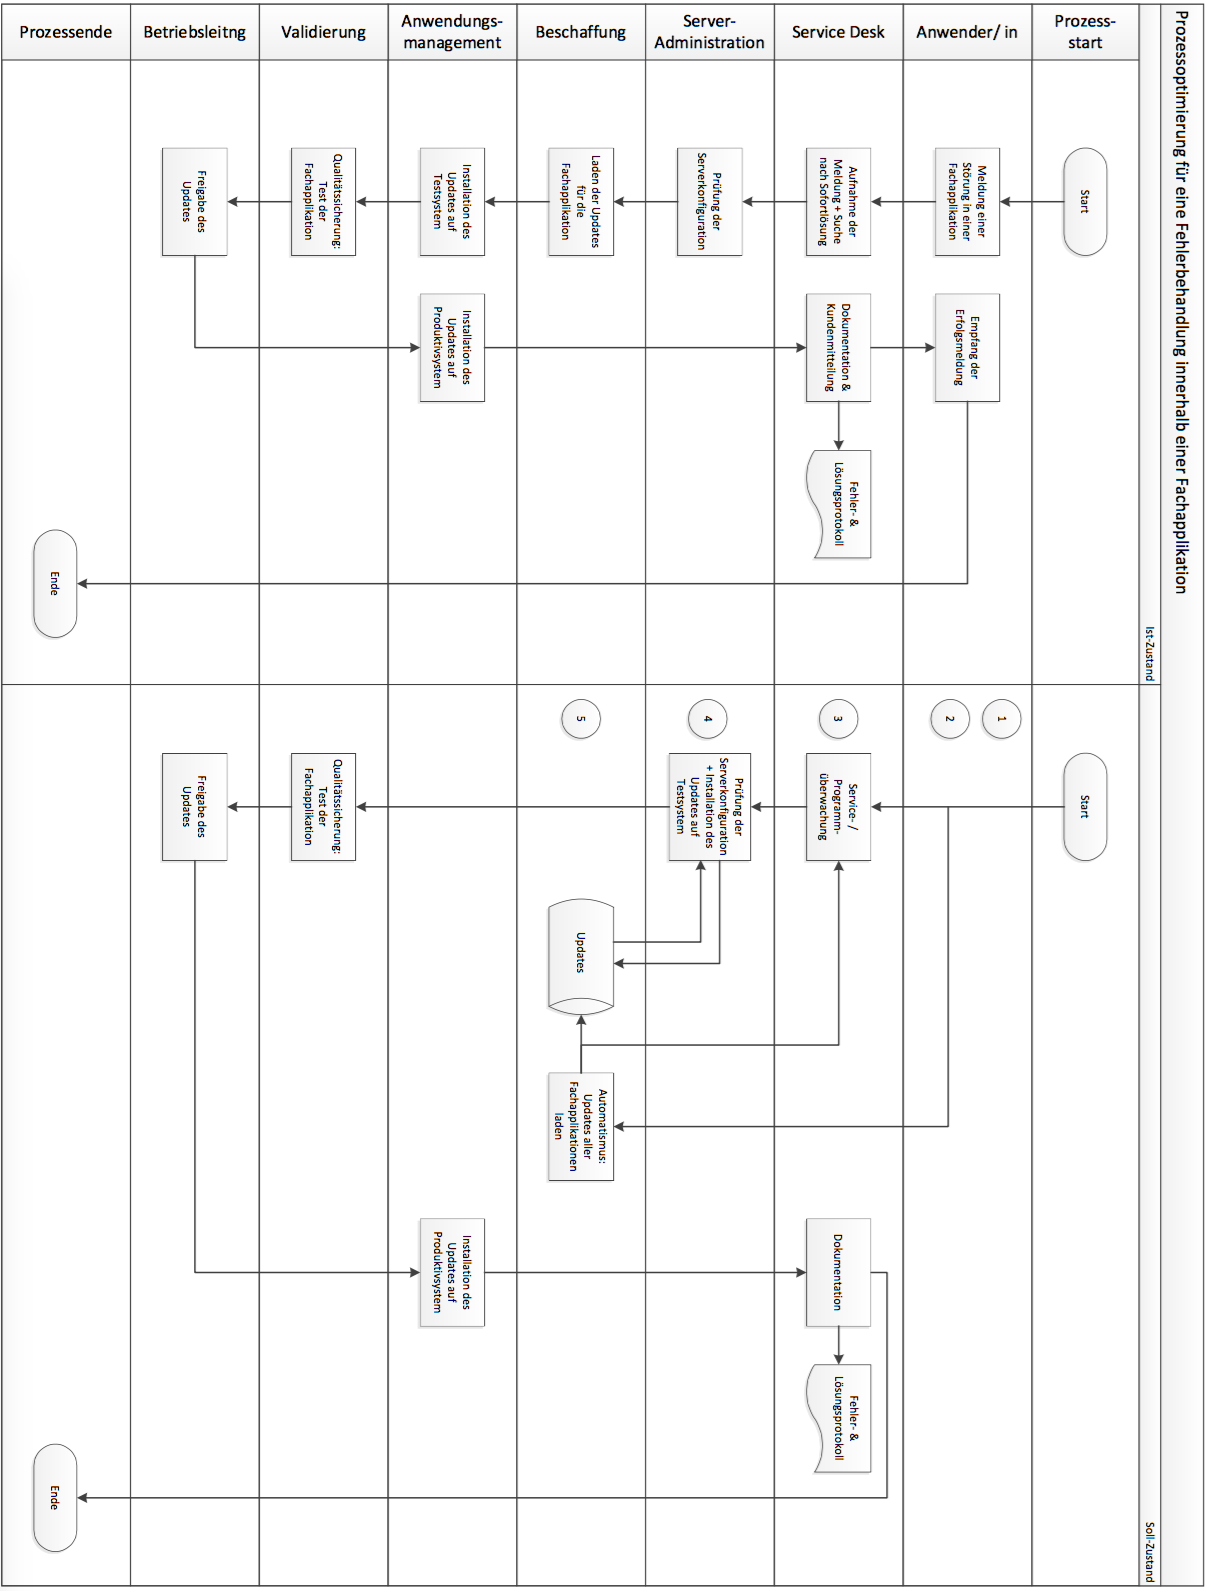 Prozessoptimierung für eine Fehlerbehandlung innerhalb einer Fachapplikation
Prozessende
Betriebsleitng
Validierung
Anwendungs-
management
Beschaffung
Server-
Administration
Service Desk
Anwender/ in
Prozess-
start
Ist-Zustand
Start
Meldung einer
Störung in einer
Fachapplikation
Aufnahme der
Meldung + Suche
nach Sofortlösung
Prüfung der
Serverkonfiguration
Laden der Updates
für die
Fachapplikation
Installation des
Updates auf
Testsystem
Qualitätssicherung:
Test der
Fachapplikation
Freigabe des
Updates
Installation des
Updates auf
Produktivsystem
Dokumentation &
Kundenmitteilung
Empfang der
Erfolgsmeldung
Fehler- &
Lösungsprotokoll
Ende
Soll-Zustand
1
2
3
4
5
Start
Service- /
Programm-
überwachung
Prüfung der
Serverkonfiguration
+ Installation des
Updates auf
Testsystem
Qualitätssicherung:
Test der
Fachapplikation
Freigabe des
Updates
Updates
Automatismus:
Updates aller
Fachapplikationen
laden
Installation des
Updates auf
Produktivsystem
Dokumentation
Fehler- &
Lösungsprotokoll
Ende